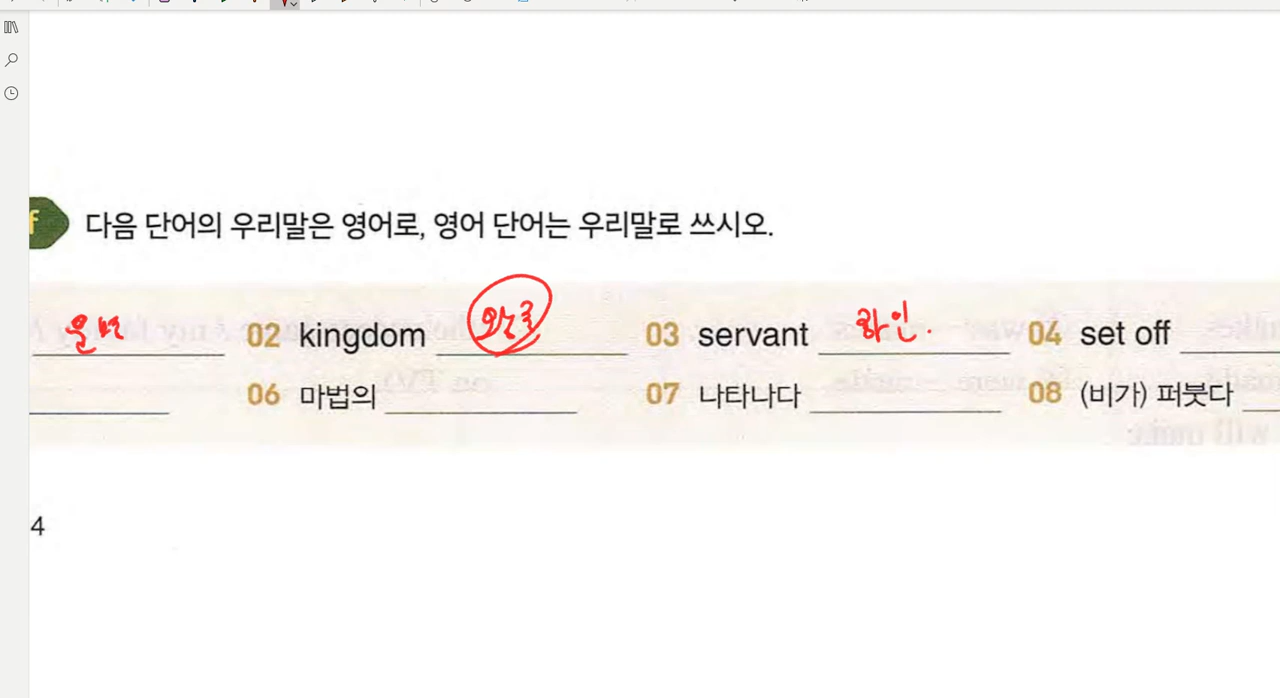 f 다음 단어의 우리말은 영어로, 영어 단어는 우리말로 쓰시오.
02 kingdom 왕국 03 servant 하인. 04 set off
06 마법의 07 나타나다 08 (비가) 퍼붓다
4